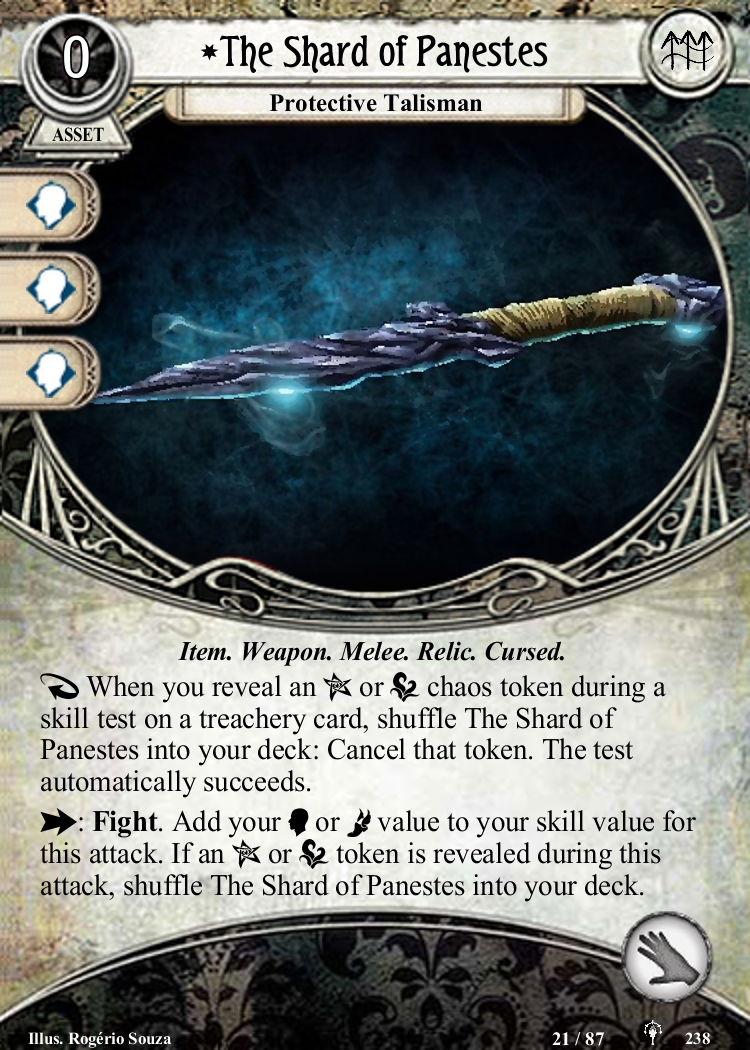 0
The Shard of Panestes
Protective Talisman
ASSET
Item. Weapon. Melee. Relic. Cursed.
When you reveal an or chaos token during a
skill test on a treachery card, shuffle The Shard of
Panestes into your deck: Cancel that token. The test
automatically succeeds.
: Fight. Add your or value to your skill value for
this attack. If an or token is revealed during this
attack, shuffle The Shard of Panestes into your deck.
Illus. Rogério Souza
21 / 87
238